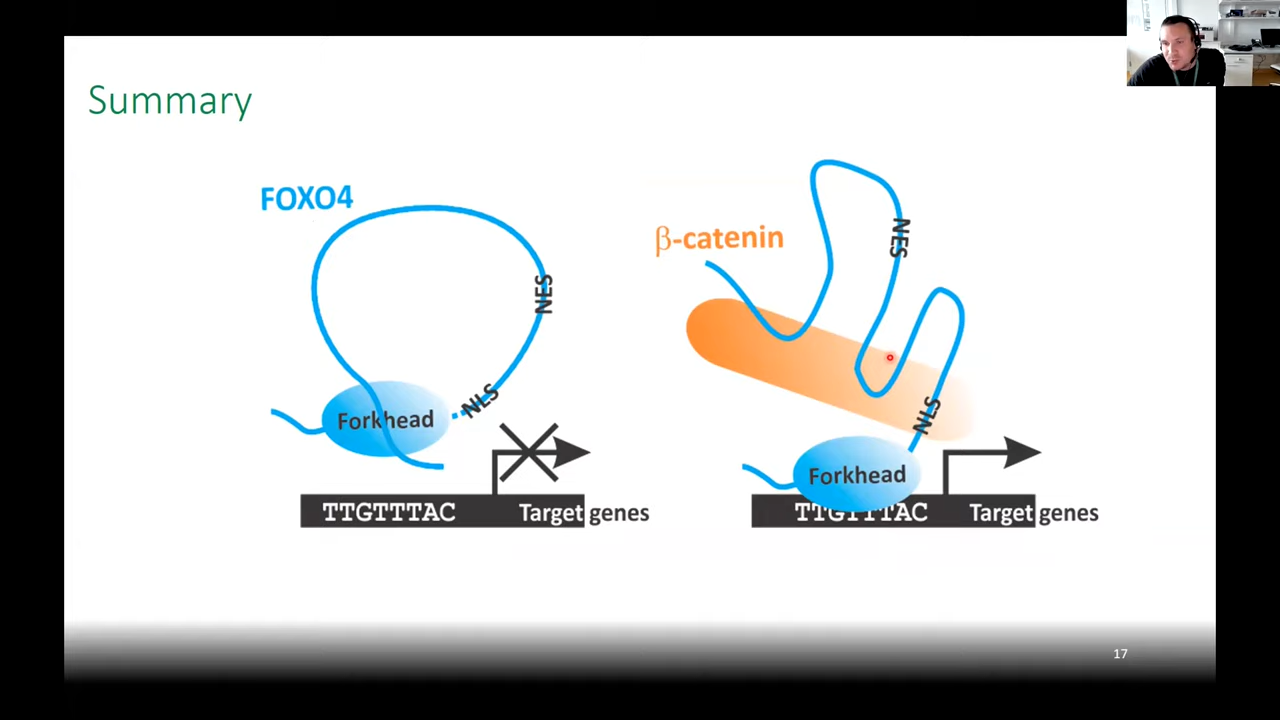 Summary
FOXO4
NES
NLS
Forkhead
TTGTTTAC
Target genes
β-catenin
NES
NLS
Forkhead
TTGTTTAC
Target genes
17